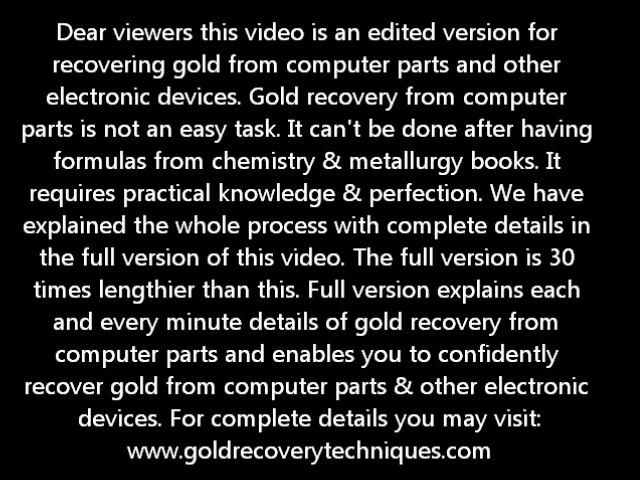 Dear viewers this video is an edited version for
recovering gold from computer parts and other
electronic devices. Gold recovery from computer
parts is not an easy task. It can't be done after having
formulas from chemistry & metallurgy books. It
requires practical knowledge & perfection. We have
explained the whole process with complete details in
the full version of this video. The full version is 30
times lengthier than this. Full version explains each
and every minute details of gold recovery from
computer parts and enables you to confidently
recover gold from computer parts & other electronic
devices. For complete details you may visit:
www.goldrecoverytechniques.com